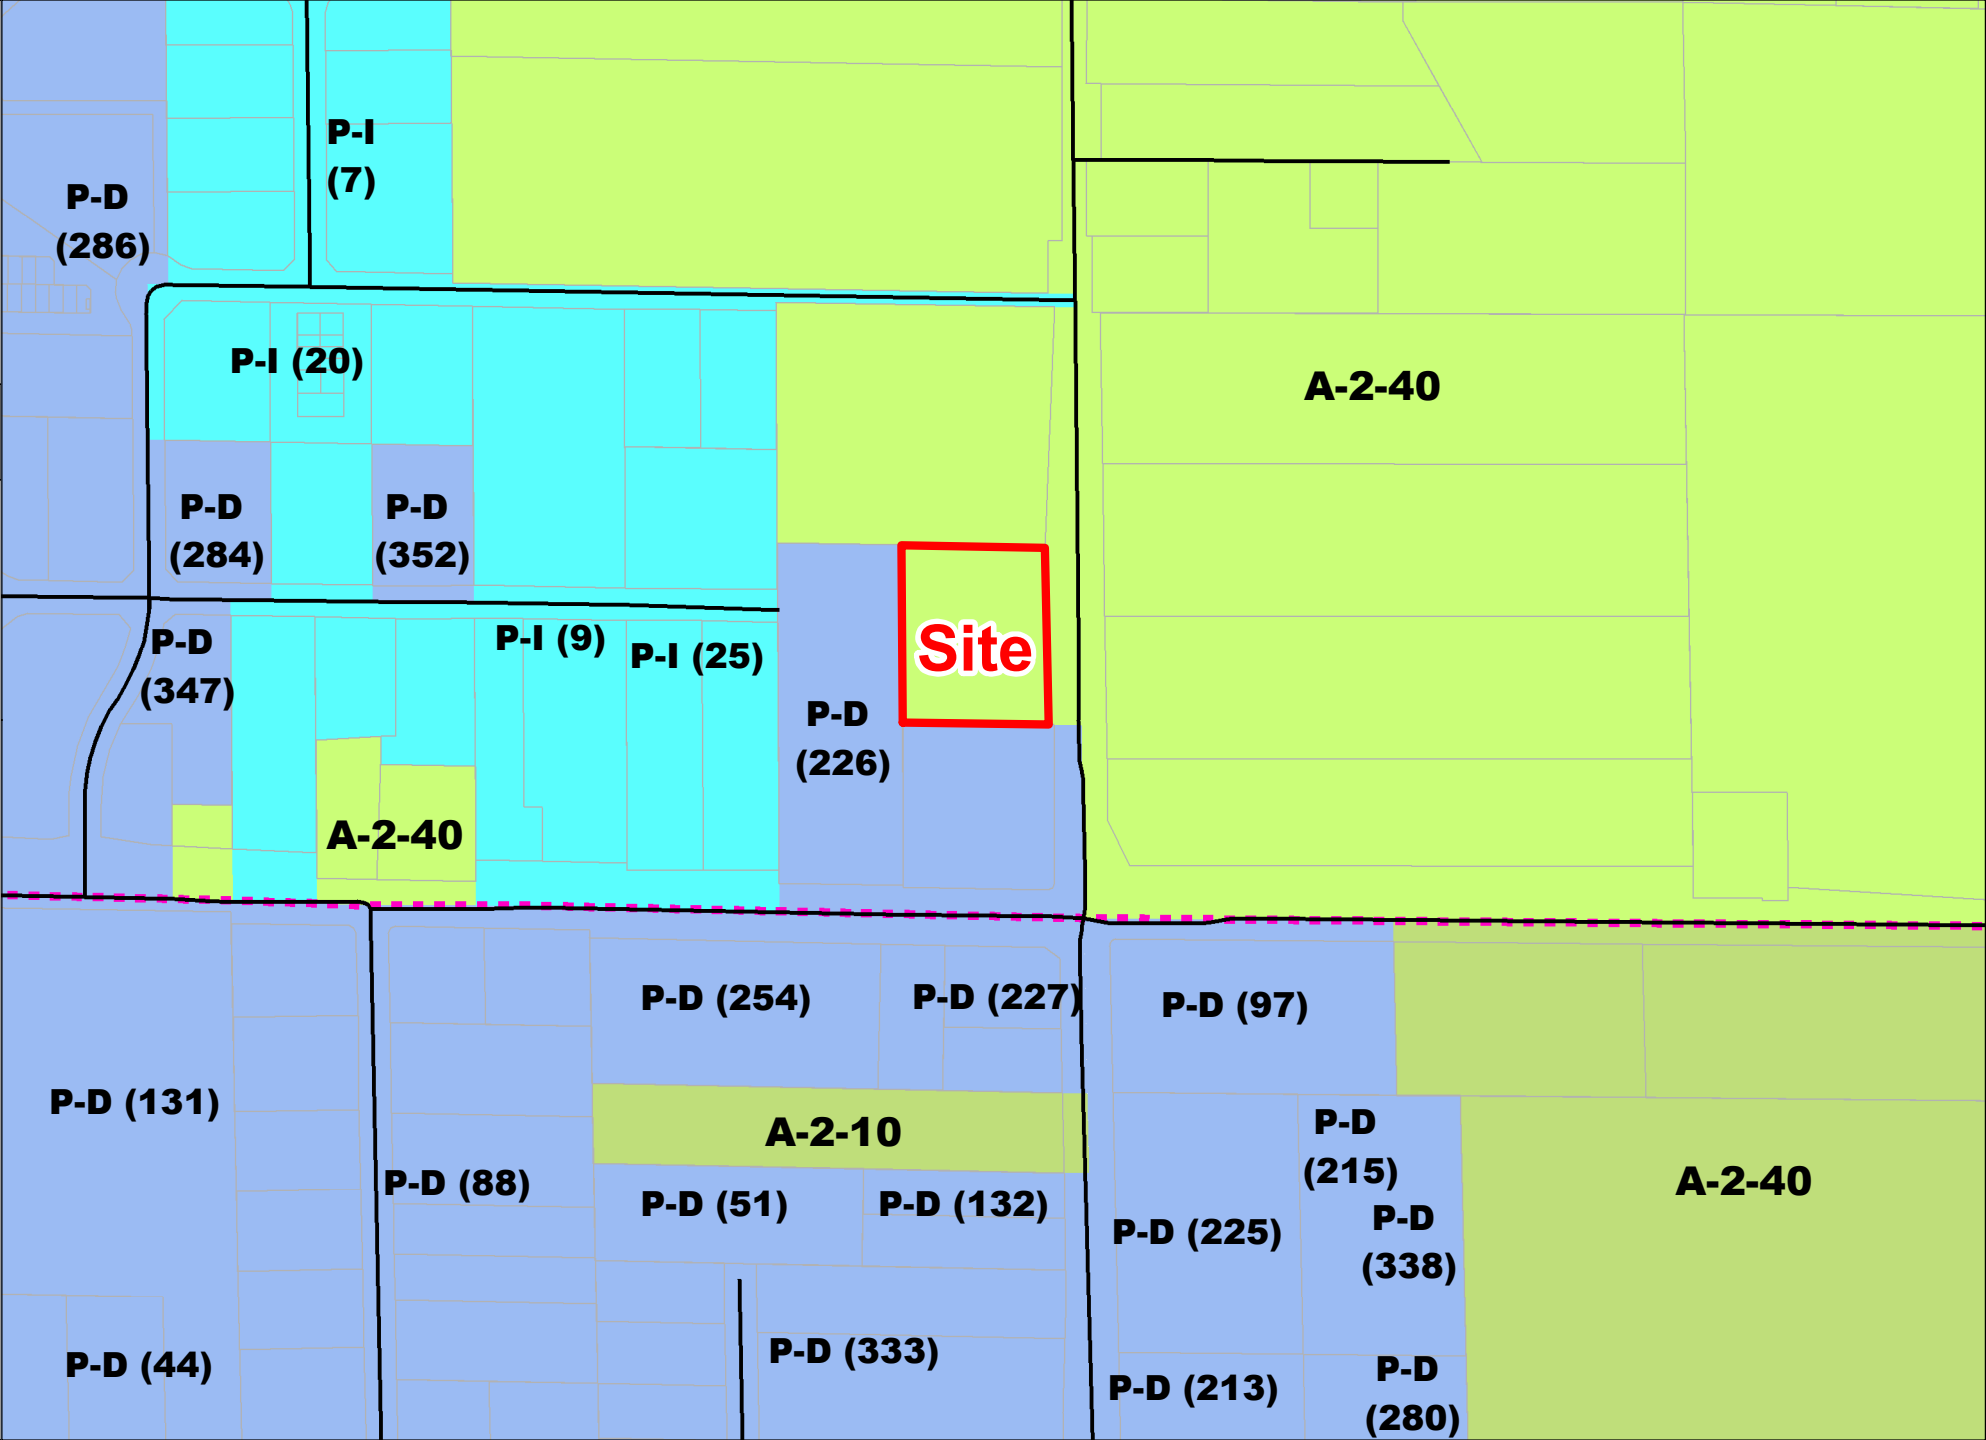 P-I
(7)
P-D
(286)
P-I (20)
A-2-40
P-D
(284)
P-D
(352)
P-D
(347)
P-I (9)
P-I (25)
Site
P-D
(226)
A-2-40
P-D (254)
P-D (227)
P-D (97)
P-D (131)
A-2-10
P-D
(215)
P-D (88)
P-D (51)
P-D (132)
P-D (225)
P-D
(338)
A-2-40
P-D (44)
P-D (333)
P-D (213)
P-D
(280)